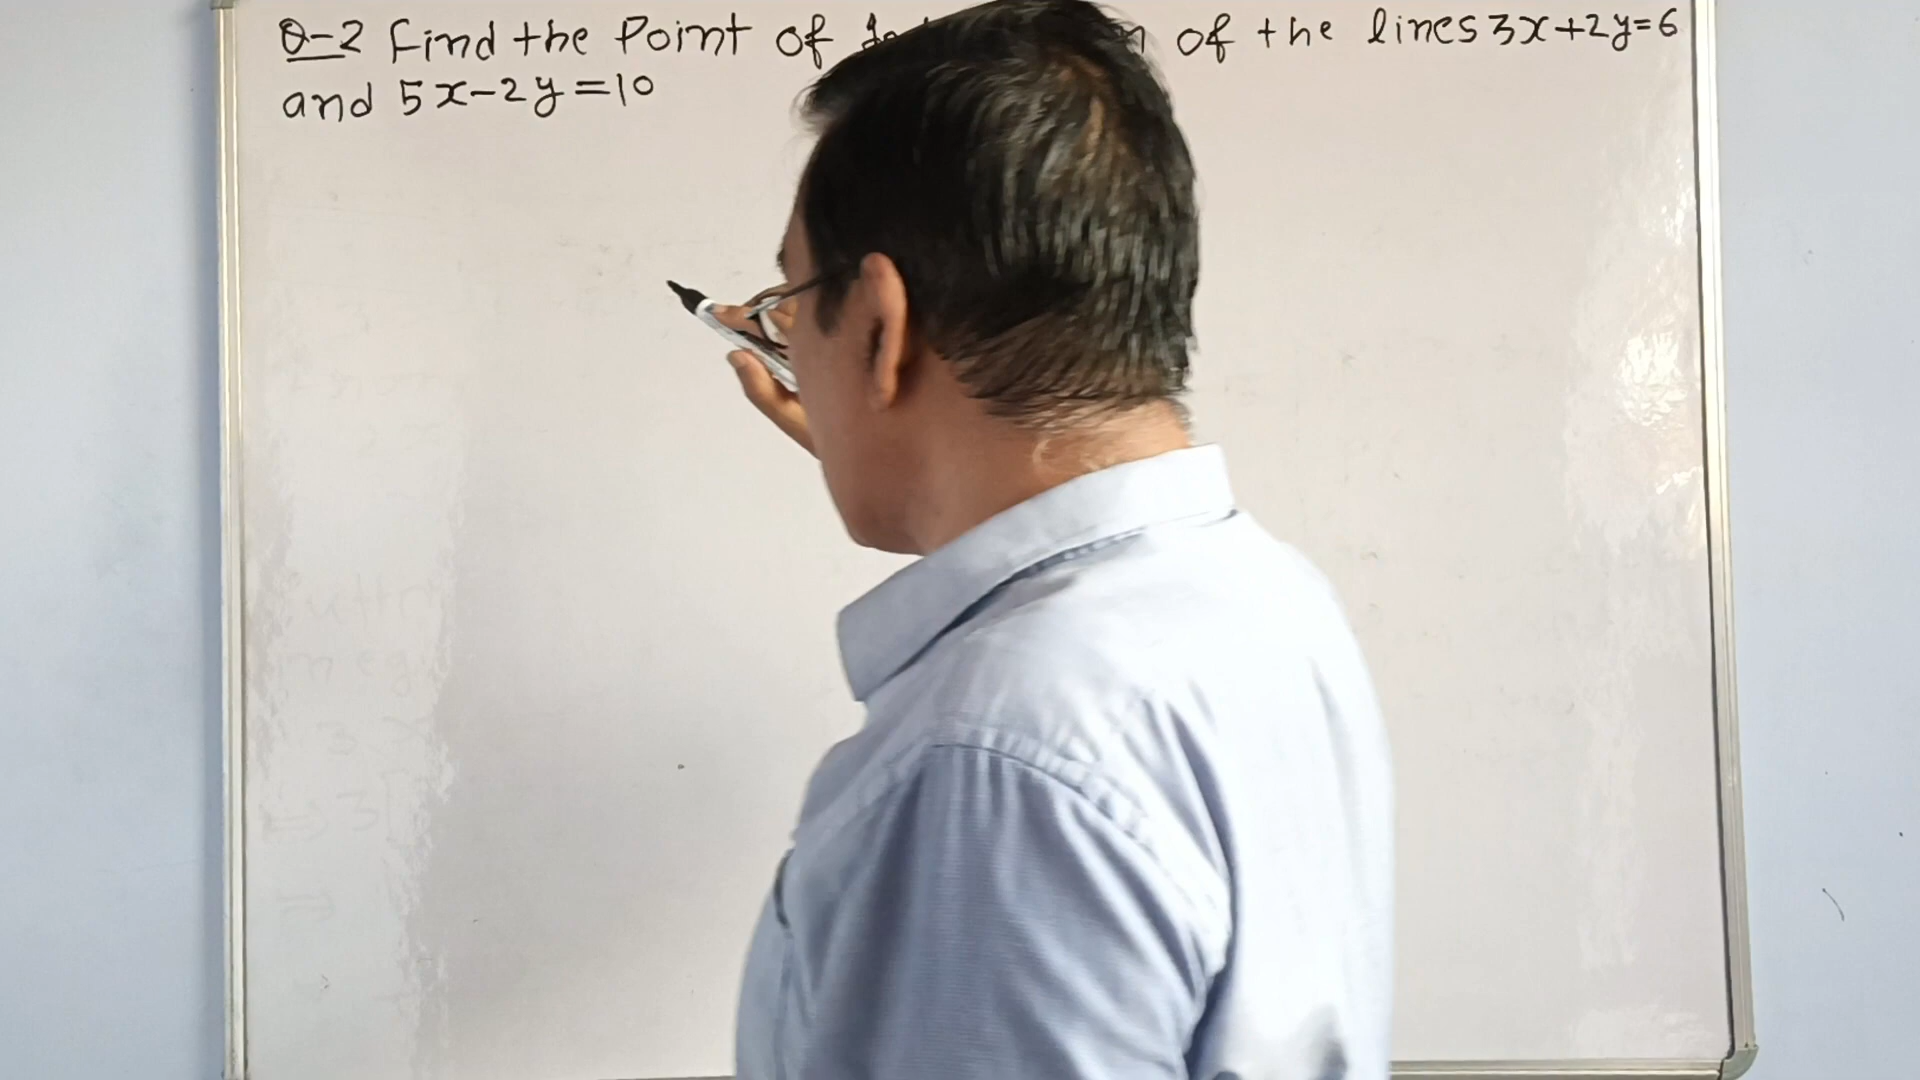 Q-2 Find the Point of of the lines 3x+2y=6
and 5x-2y=10